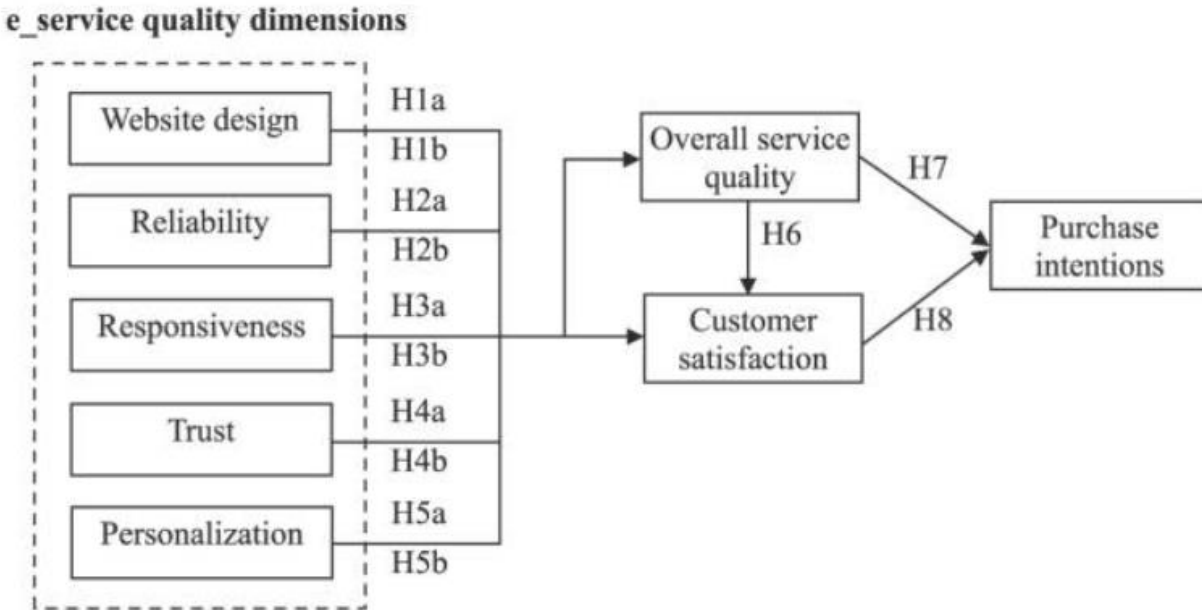 e_service quality dimensions
Website design
H1a
H1b
Reliability
H2a
H2b
Responsiveness
H3a
H3b
Trust
H4a
H4b
Personalization
H5a
H5b
Overall service
quality
H6
Customer
satisfaction
H7
H8
Purchase
intentions